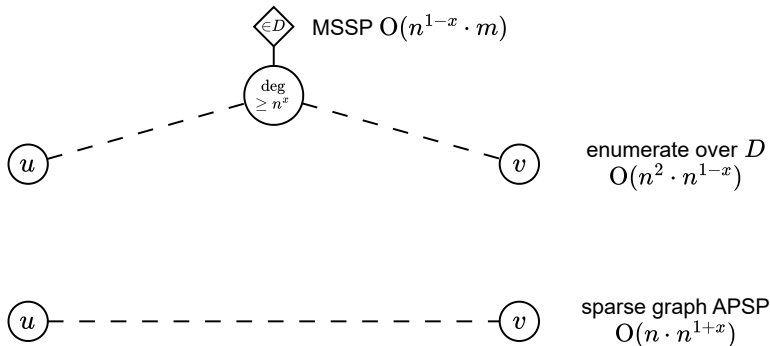 ∈D MSSP O(n^{1−x} · m)
deg
≥ n^x
u
v
enumerate over D
O(n^2 · n^{1−x})
u
v
sparse graph APSP
O(n · n^{1+x})